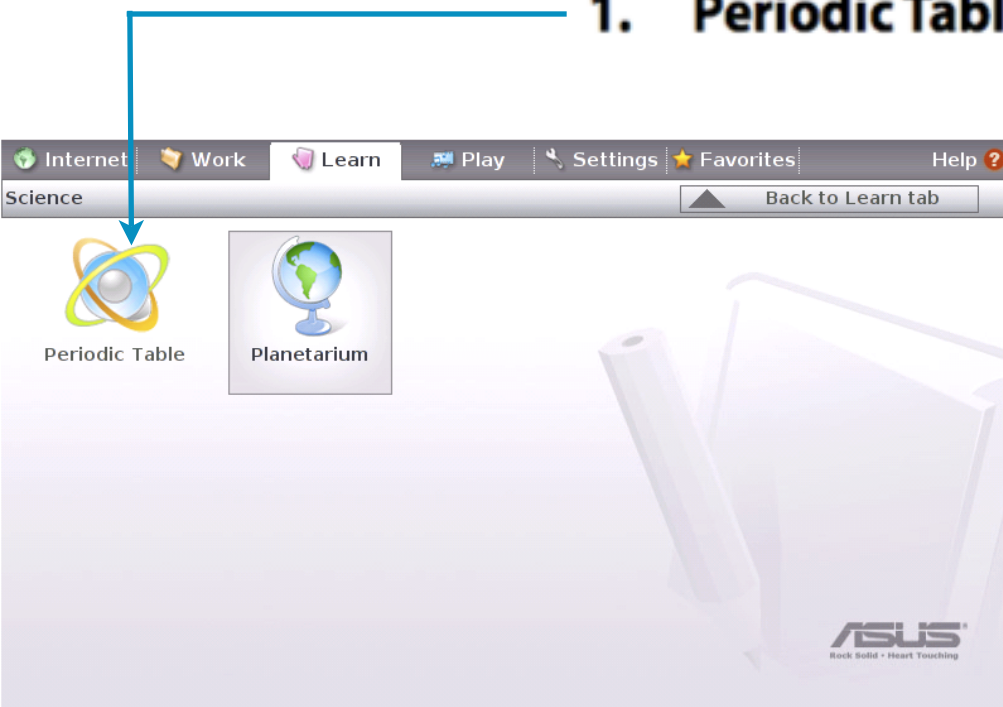 1. Periodic Tabl
Internet Work Learn Play Settings Favorites Help ?
Science Back to Learn tab
Periodic Table Planetarium
ASUS
Rock Solid • Heart Touching